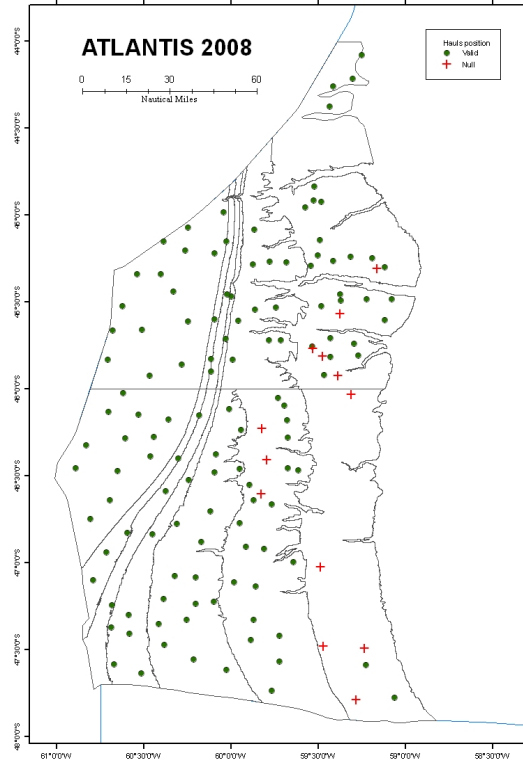 ATLANTIS 2008
0 15 30 60
Nautical Miles
Hauls position
Valid
Null
44°0'0"S
44°30'0"S
45°0'0"S
45°30'0"S
46°0'0"S
46°30'0"S
47°0'0"S
47°30'0"S
48°0'0"S
61°0'0"W 60°30'0"W 60°0'0"W 59°30'0"W 59°0'0"W 58°30'0"W